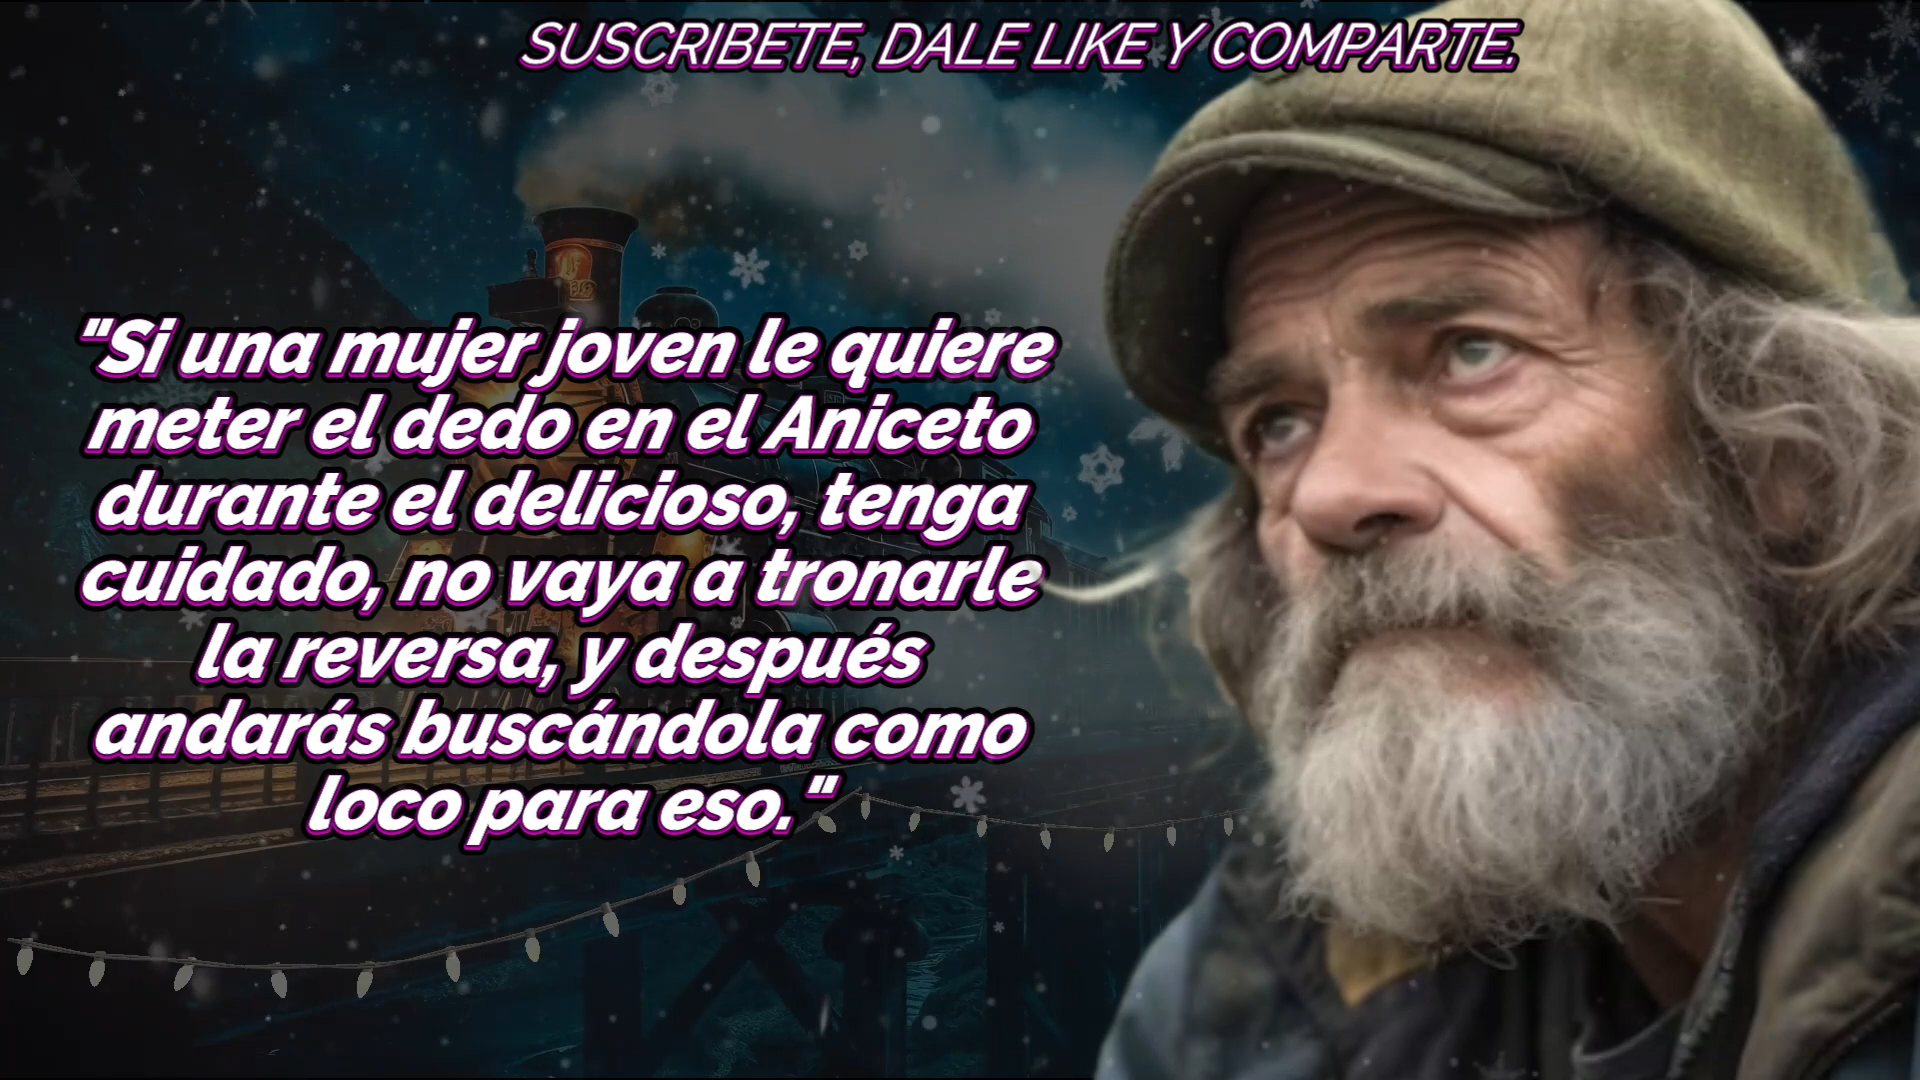 SUSCRIBETE, DALE LIKE Y COMPARTE.
"Si una mujer joven le quiere
meter el dedo en el Aniceto
durante el delicioso, tenga
cuidado, no vaya a tronarle
la reversa, y después
andarás buscándola como
loco para eso."